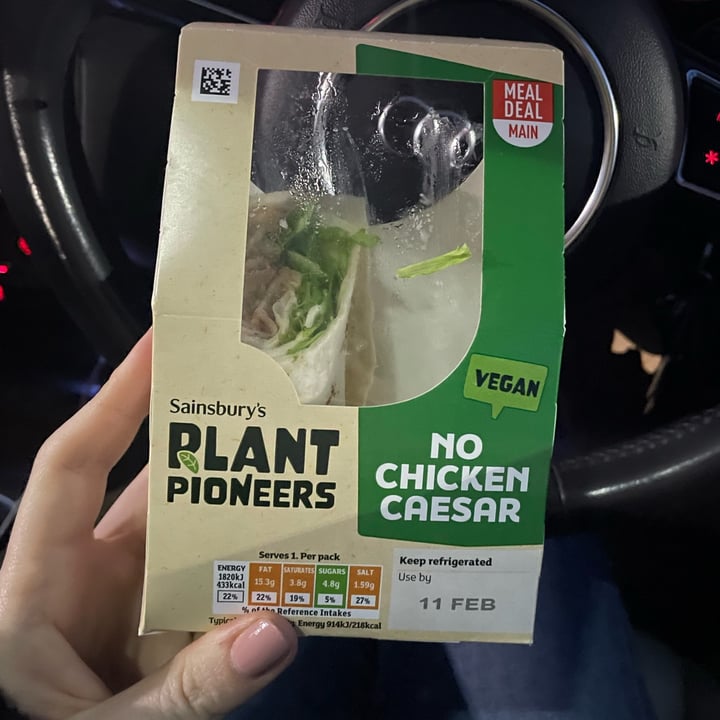 MEAL
DEAL
MAIN
VEGAN
Sainsbury's
PLANT
PIONEERS
NO
CHICKEN
CAESAR
Serves 1. Per pack
ENERGY
1820kJ
433kcal
22%
FAT
15.3g
22%
SATURATES
3.8g
19%
SUGARS
4.8g
5%
SALT
1.59g
27%
% of the Reference Intakes
Energy 914kJ/218kcal
Keep refrigerated
Use by
11 FEB